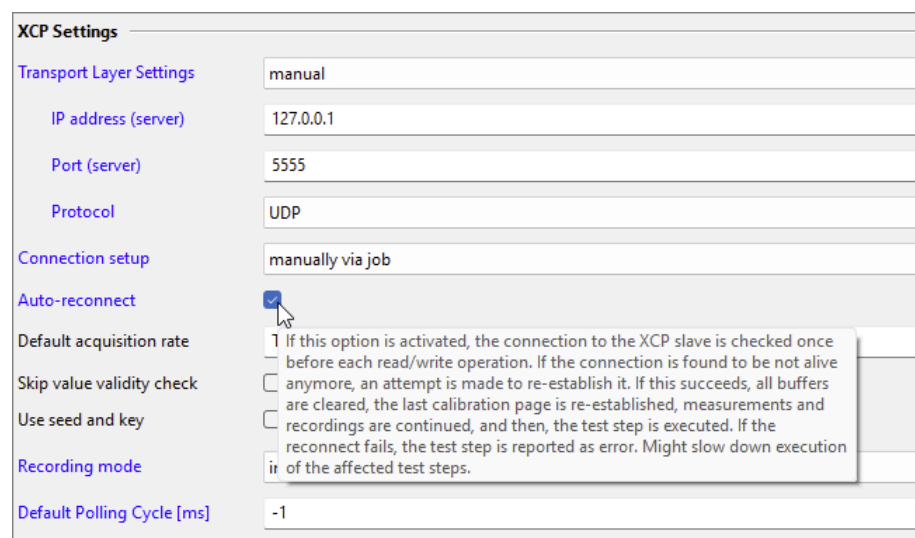 XCP Settings
Transport Layer Settings
manual
IP address (server)
127.0.0.1
Port (server)
5555
Protocol
UDP
Connection setup
manually via job
Auto-reconnect
Default acquisition rate
If this option is activated, the connection to the XCP slave is checked once
before each read/write operation. If the connection is found to be not alive
Skip value validity check
anymore, an attempt is made to re-establish it. If this succeeds, all buffers
are cleared, the last calibration page is re-established, measurements and
Use seed and key
recordings are continued, and then, the test step is executed. If the
reconnect fails, the test step is reported as error. Might slow down execution
Recording mode
of the affected test steps.
Default Polling Cycle [ms]
-1